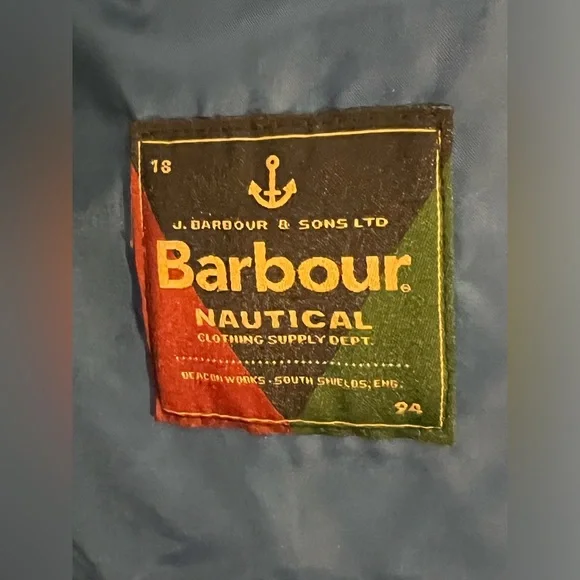 18
J. BARBOUR & SONS LTD
Barbour®
NAUTICAL
CLOTHING SUPPLY DEPT.
BEACON WORKS · SOUTH SHIELDS, ENG.
94